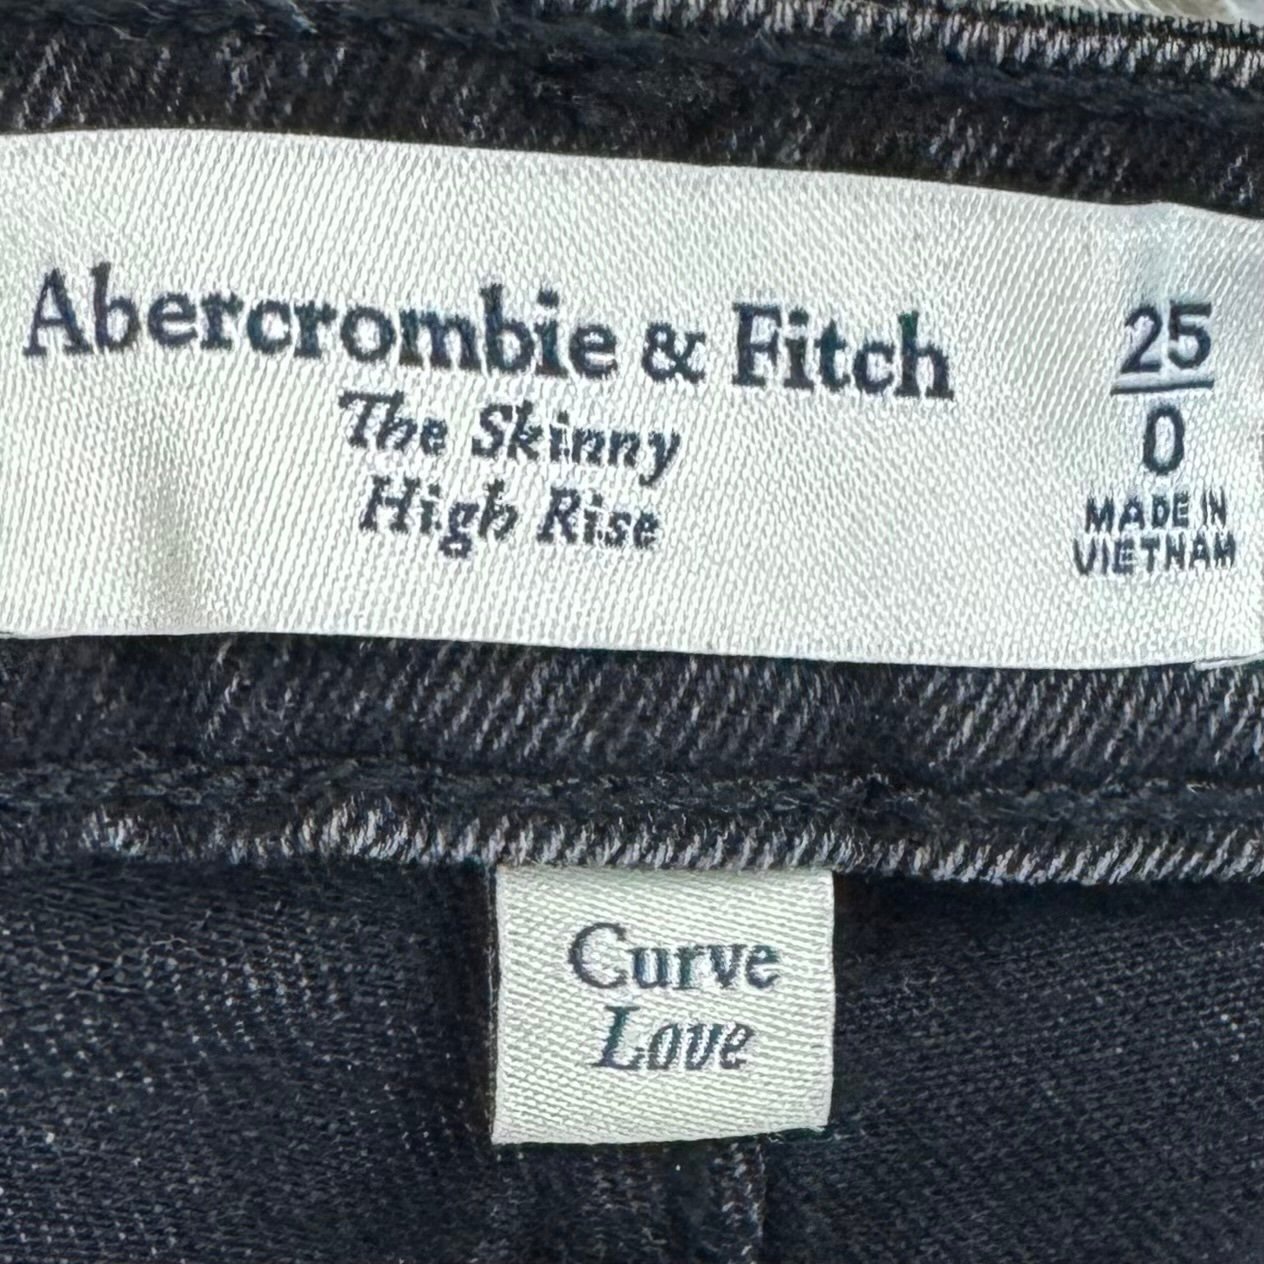 Abercrombie & Fitch
The Skinny
High Rise
25
0
MADE IN
VIETNAM
Curve
Love